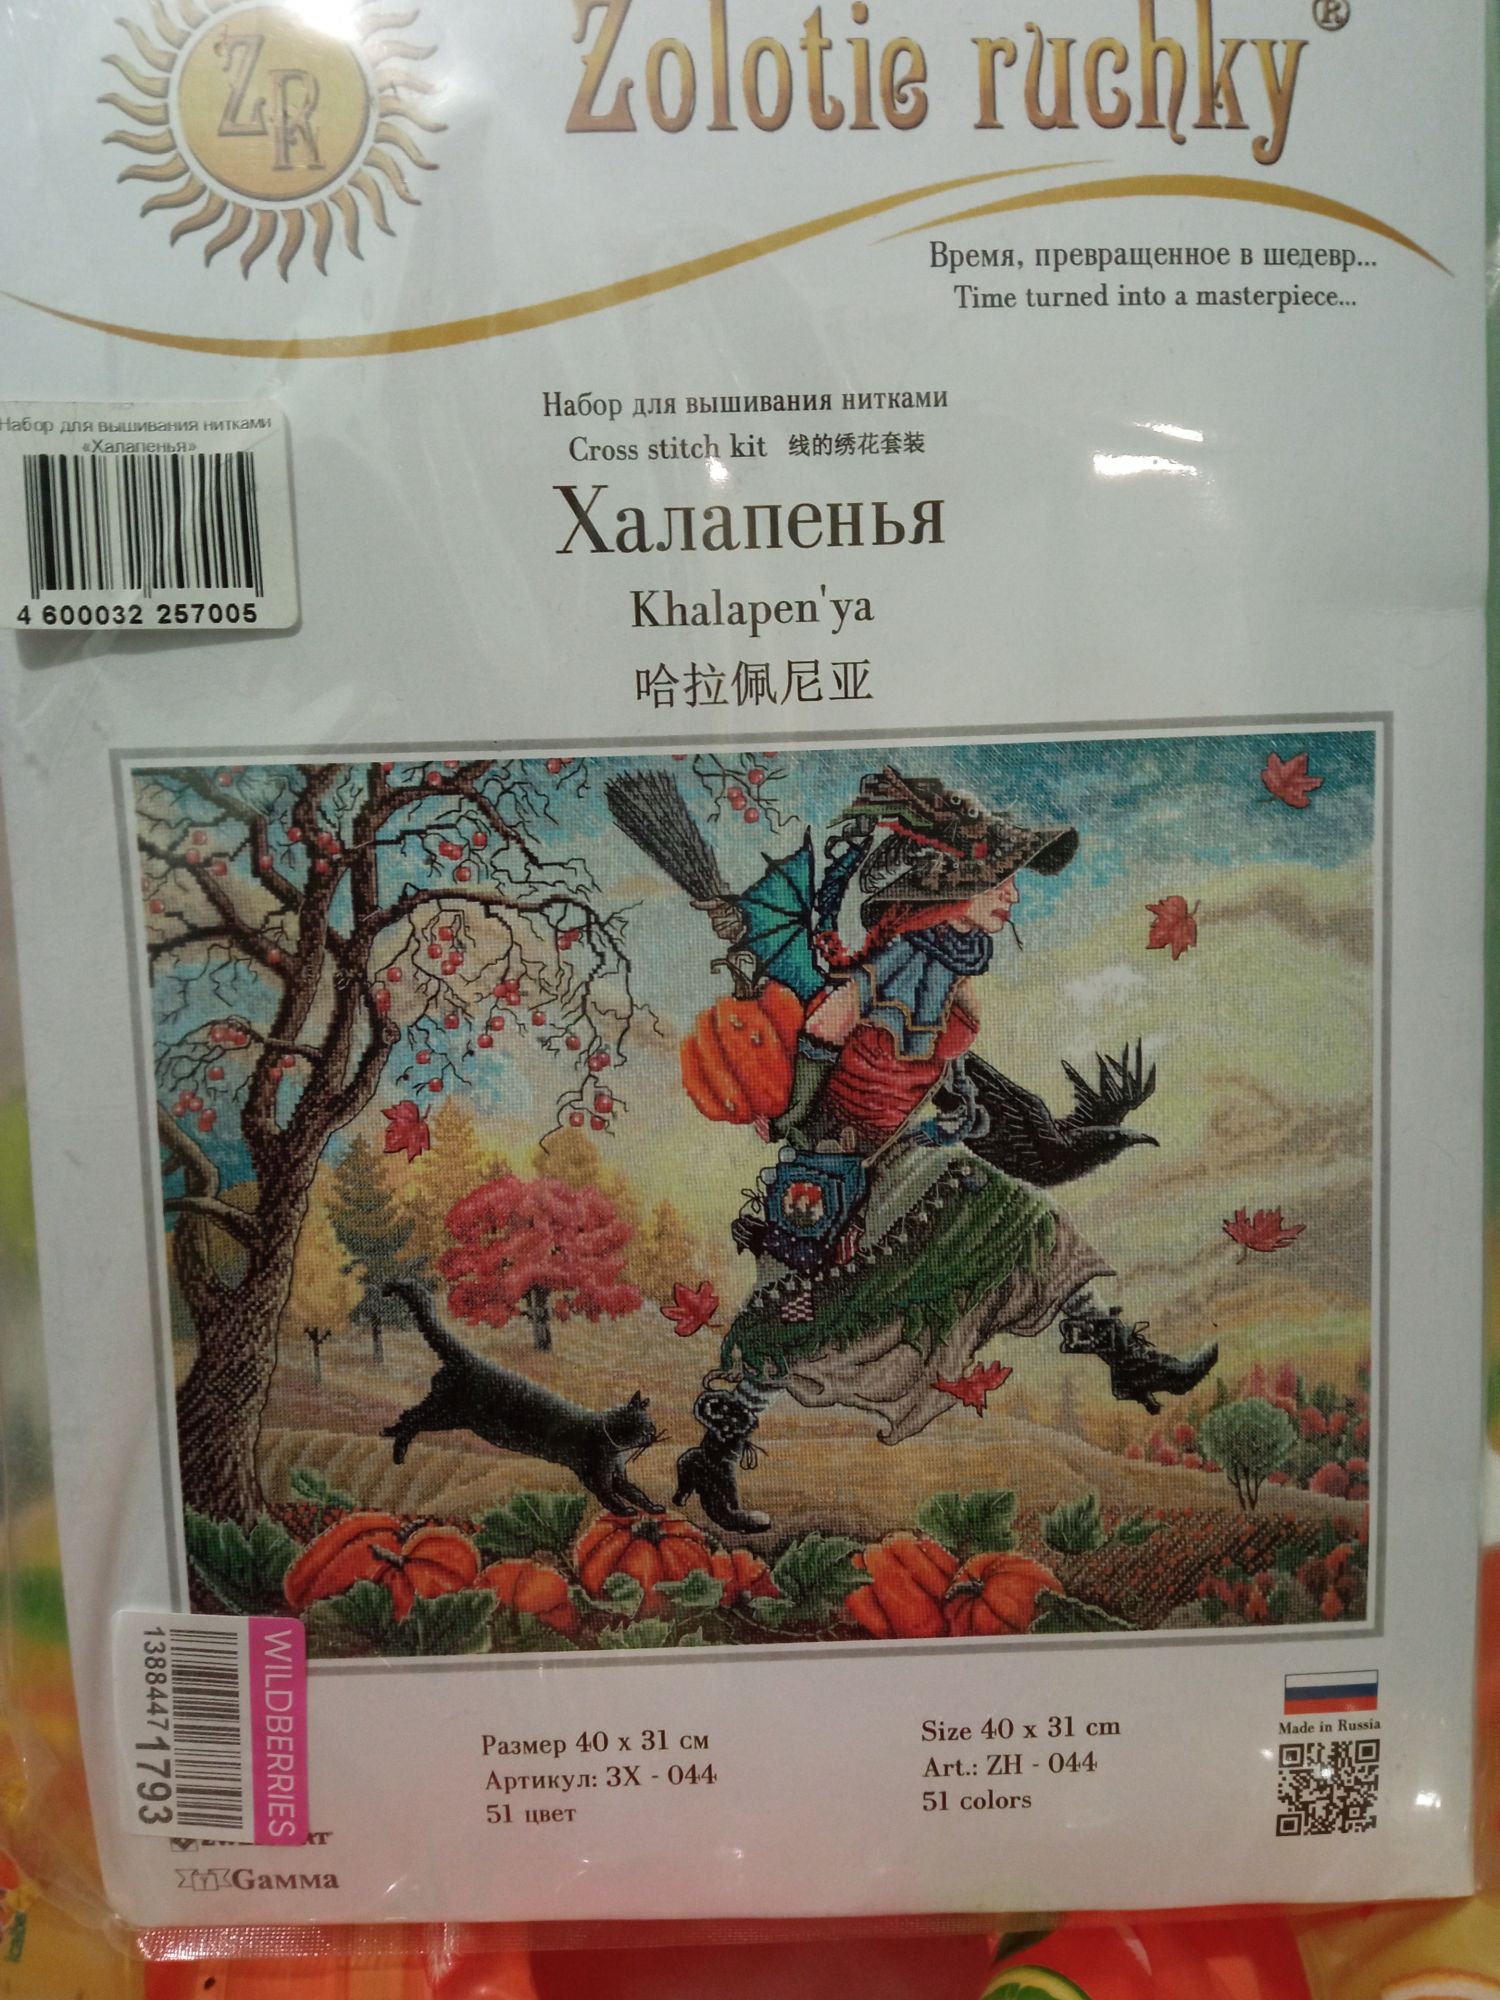 ZR
Zolotie ruchky®
Время, превращенное в шедевр...
Time turned into a masterpiece...
Набор для вышивания нитками
Cross stitch kit 线的绣花套装
Халапенья
Khalapen'ya
哈拉佩尼亚
Набор для вышивания нитками
«Халапенья»
4 600032 257005
WILDBERRIES
13884471793
Размер 40 х 31 см
Артикул: ЗХ - 044
51 цвет
Size 40 x 31 cm
Art.: ZH - 044
51 colors
Made in Russia
Gamma